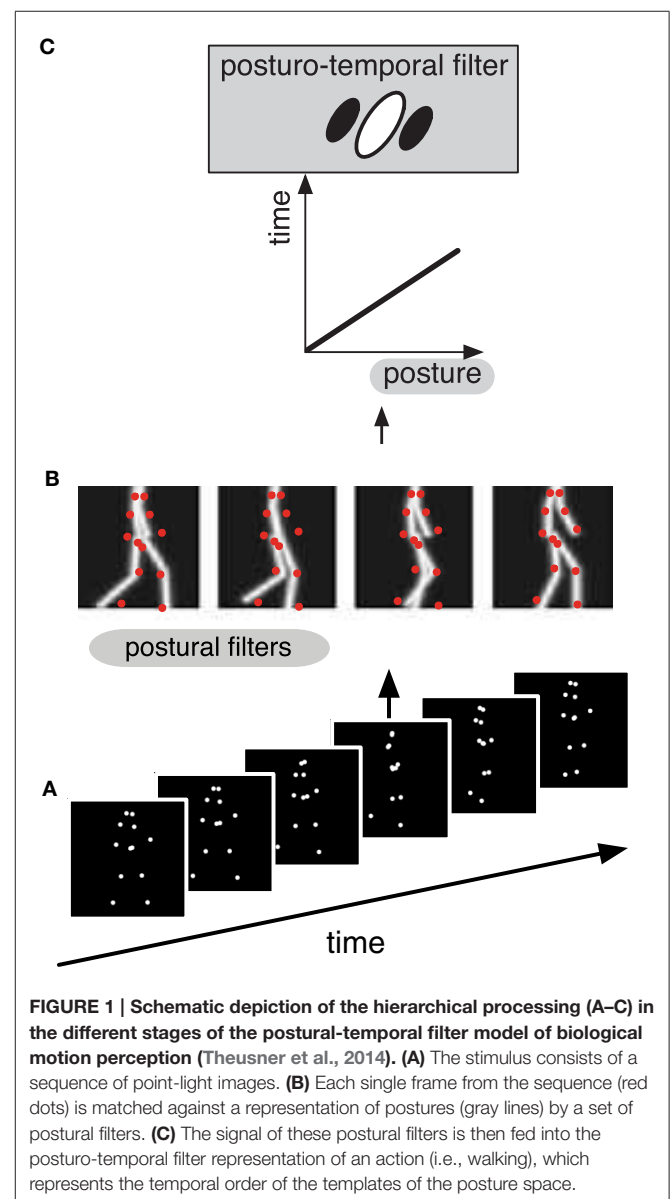 C
posturo-temporal filter
time
posture
B
postural filters
A
time
FIGURE 1 | Schematic depiction of the hierarchical processing (A–C) in
the different stages of the postural-temporal filter model of biological
motion perception (Theusner et al., 2014). (A) The stimulus consists of a
sequence of point-light images. (B) Each single frame from the sequence (red
dots) is matched against a representation of postures (gray lines) by a set of
postural filters. (C) The signal of these postural filters is then fed into the
posturo-temporal filter representation of an action (i.e., walking), which
represents the temporal order of the templates of the posture space.